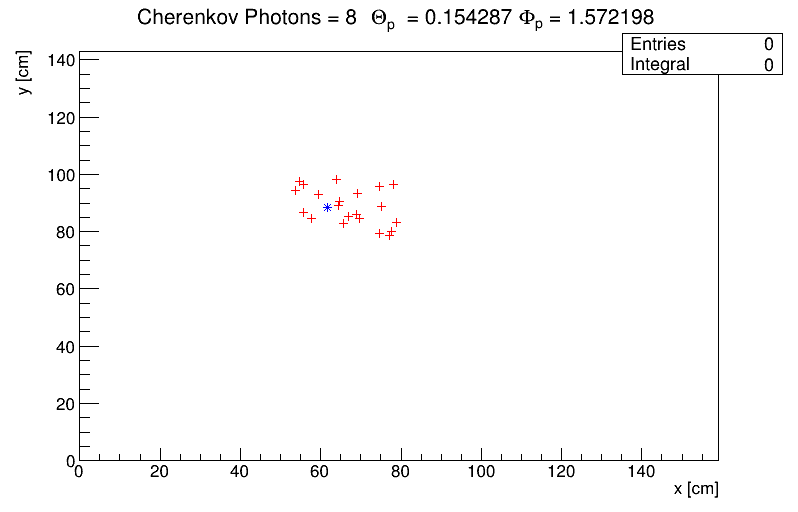 Cherenkov Photons = 8 Θp = 0.154287 Φp = 1.572198
Entries 0
Integral 0
y [cm]
140
120
100
80
60
40
20
0
0 20 40 60 80 100 120 140
x [cm]